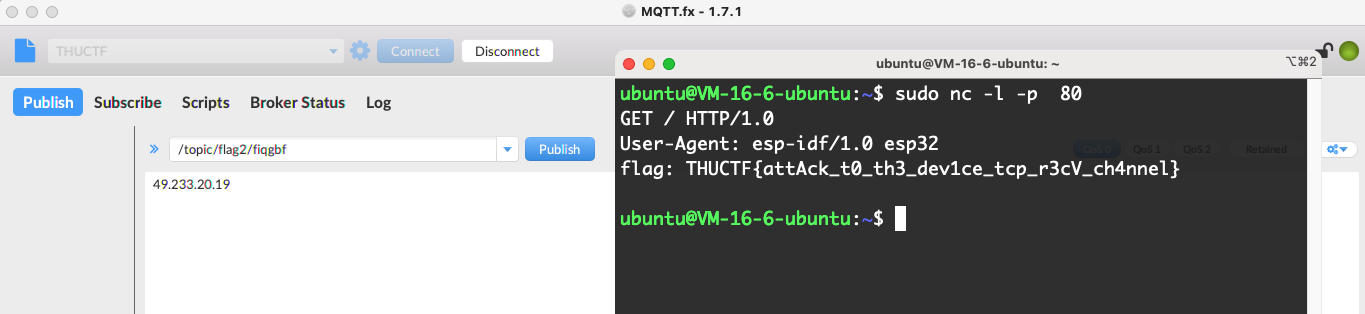 MQTT.fx - 1.7.1
THUCTF
Connect
Disconnect
ubuntu@VM-16-6-ubuntu: ~
⌥⌘2
Publish Subscribe Scripts Broker Status Log
ubuntu@VM-16-6-ubuntu:~$ sudo nc -l -p  80
GET / HTTP/1.0
User-Agent: esp-idf/1.0 esp32
flag: THUCTF{attAck_t0_th3_dev1ce_tcp_r3cV_ch4nnel}
ubuntu@VM-16-6-ubuntu:~$
» /topic/flag2/fiqgbf Publish
QoS 0 QoS 1 QoS 2 Retained
49.233.20.19